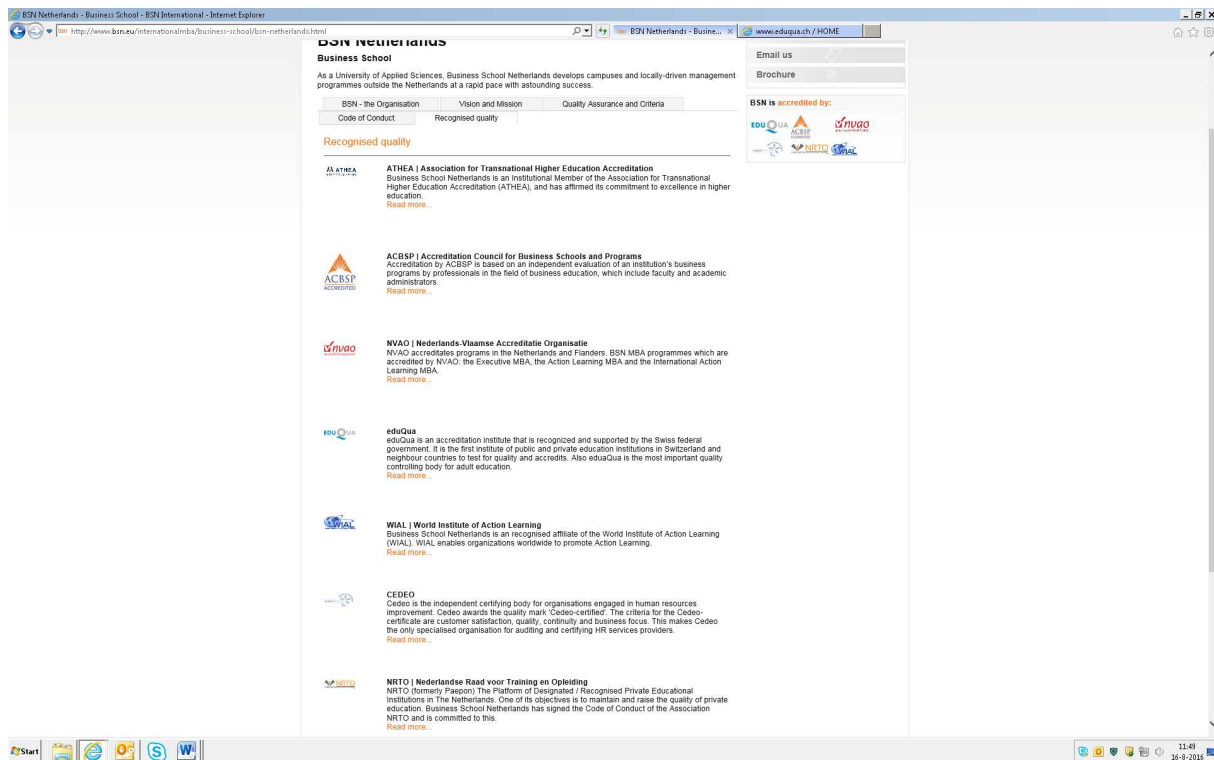 BSN Netherlands - Business School - BSN International - Internet Explorer
http://www.bsn.eu/internationalmba/business-school/bsn-netherlands.html
BSN Netherlands - Busine...
www.eduqua.ch / HOME
BSN Netherlands
Business School
As a University of Applied Sciences, Business School Netherlands develops campuses and locally-driven management
programmes outside the Netherlands at a rapid pace with astounding success.
BSN - the Organisation
Vision and Mission
Quality Assurance and Criteria
Code of Conduct
Recognised quality
Recognised quality
ATHEA
ATHEA | Association for Transnational Higher Education Accreditation
Business School Netherlands is an Institutional Member of the Association for Transnational
Higher Education Accreditation (ATHEA), and has affirmed its commitment to excellence in higher
education.
Read more...
ACBSP
ACCREDITED
ACBSP | Accreditation Council for Business Schools and Programs
Accreditation by ACBSP is based on an independent evaluation of an institution's business
programs by professionals in the field of business education, which include faculty and academic
administrators.
Read more...
nvao
NVAO | Nederlands-Vlaamse Accreditatie Organisatie
NVAO accreditates programs in the Netherlands and Flanders. BSN MBA programmes which are
accredited by NVAO: the Executive MBA, the Action Learning MBA and the International Action
Learning MBA.
Read more...
EDUQUA
eduQua
eduQua is an accreditation institute that is recognized and supported by the Swiss federal
government. It is the first institute of public and private education institutions in Switzerland and
neighbour countries to test for quality and accredits. Also eduaQua is the most important quality
controlling body for adult education.
Read more...
WIAL
WIAL | World Institute of Action Learning
Business School Netherlands is an recognised affiliate of the World Institute of Action Learning
(WIAL). WIAL enables organizations worldwide to promote Action Learning.
Read more...
CEDEO
Cedeo is the independent certifying body for organisations engaged in human resources
improvement. Cedeo awards the quality mark 'Cedeo-certified'. The criteria for the Cedeo-
certificate are customer satisfaction, quality, continuity and business focus. This makes Cedeo
the only specialised organisation for auditing and certifying HR services providers.
Read more...
NRTO
NRTO | Nederlandse Raad voor Training en Opleiding
NRTO (formerly Paepon) The Platform of Designated / Recognised Private Educational
Institutions in The Netherlands. One of its objectives is to maintain and raise the quality of private
education. Business School Netherlands has signed the Code of Conduct of the Association
NRTO and is committed to this.
Read more...
Email us
Brochure
BSN is accredited by:
EDUQUA
ACBSP
nvao
NRTO
WIAL
Start
11:49
16-8-2016